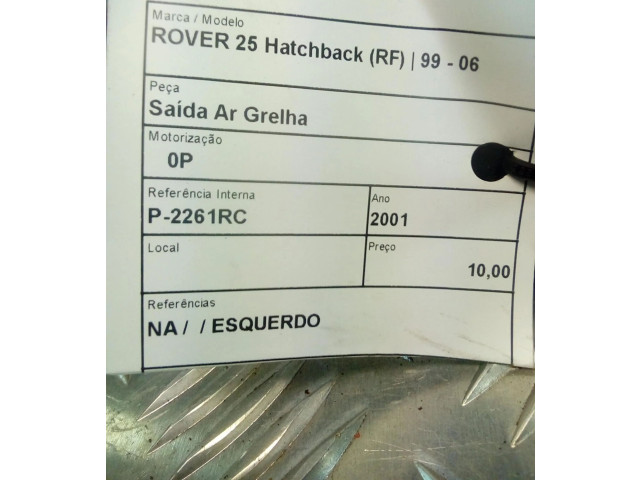 Marca / Modelo
ROVER 25 Hatchback (RF) | 99 - 06
Peça
Saída Ar Grelha
Motorização
0P
Referência Interna
P-2261RC
Ano
2001
Local
Preço
10,00
Referências
NA / / ESQUERDO